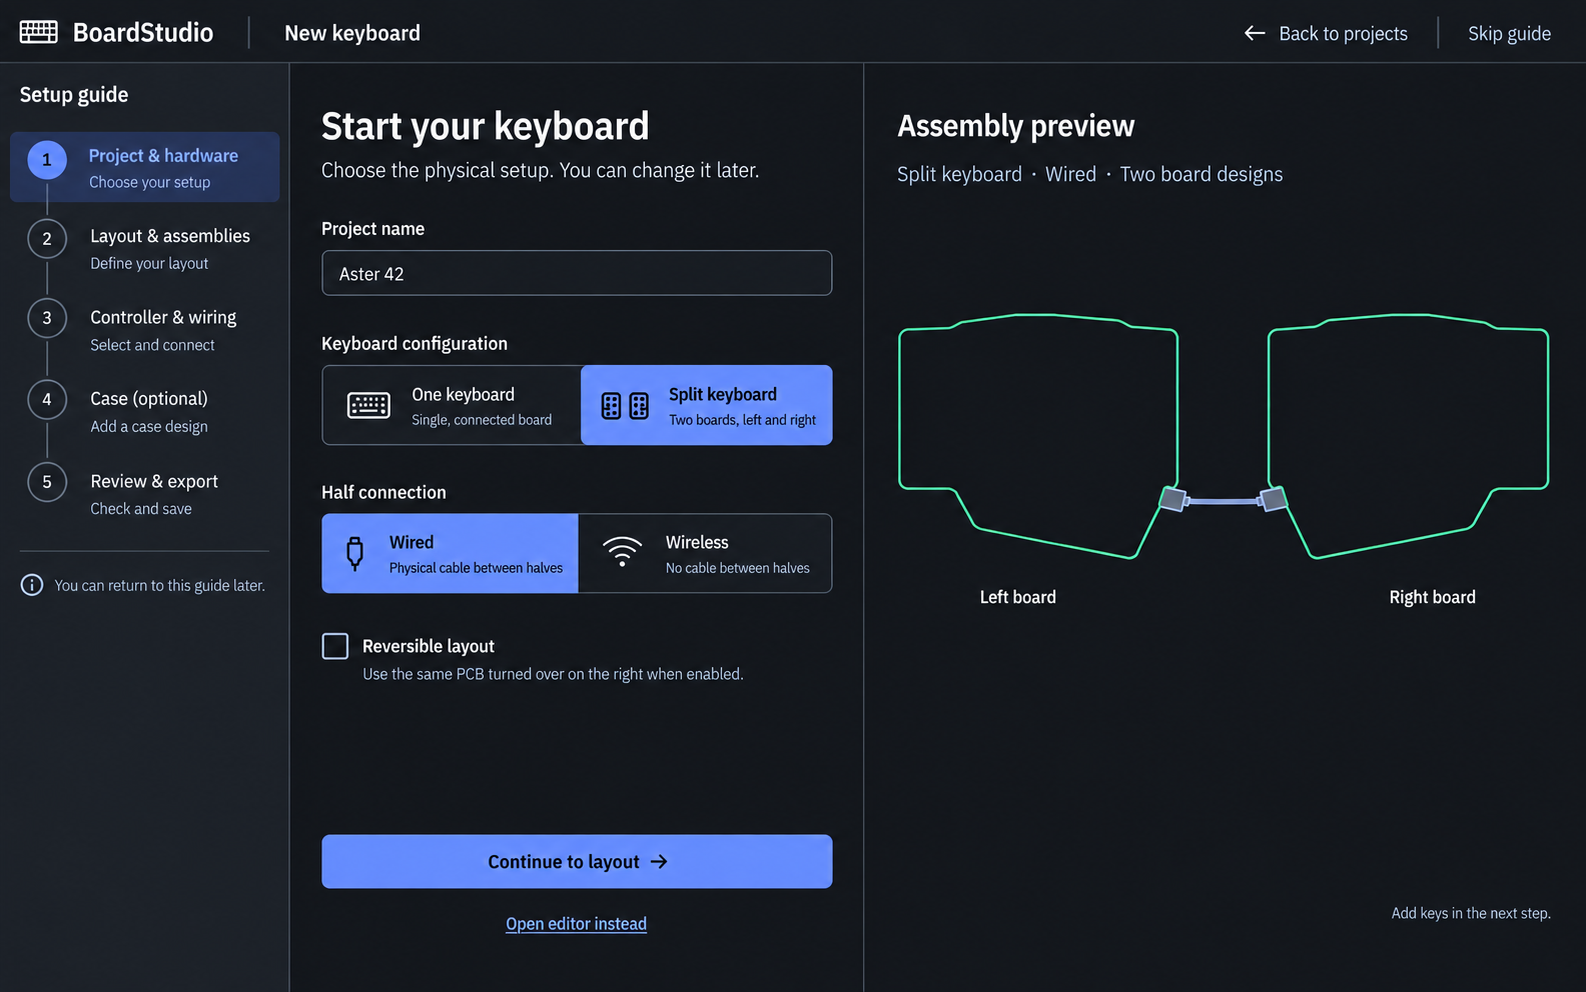 BoardStudio
New keyboard
Back to projects
Skip guide
Setup guide
1
Project & hardware
Choose your setup
2
Layout & assemblies
Define your layout
3
Controller & wiring
Select and connect
4
Case (optional)
Add a case design
5
Review & export
Check and save
You can return to this guide later.
Start your keyboard
Choose the physical setup. You can change it later.
Project name
Aster 42
Keyboard configuration
One keyboard
Single, connected board
Split keyboard
Two boards, left and right
Half connection
Wired
Physical cable between halves
Wireless
No cable between halves
Reversible layout
Use the same PCB turned over on the right when enabled.
Continue to layout →
Open editor instead
Assembly preview
Split keyboard · Wired · Two board designs
Left board
Right board
Add keys in the next step.